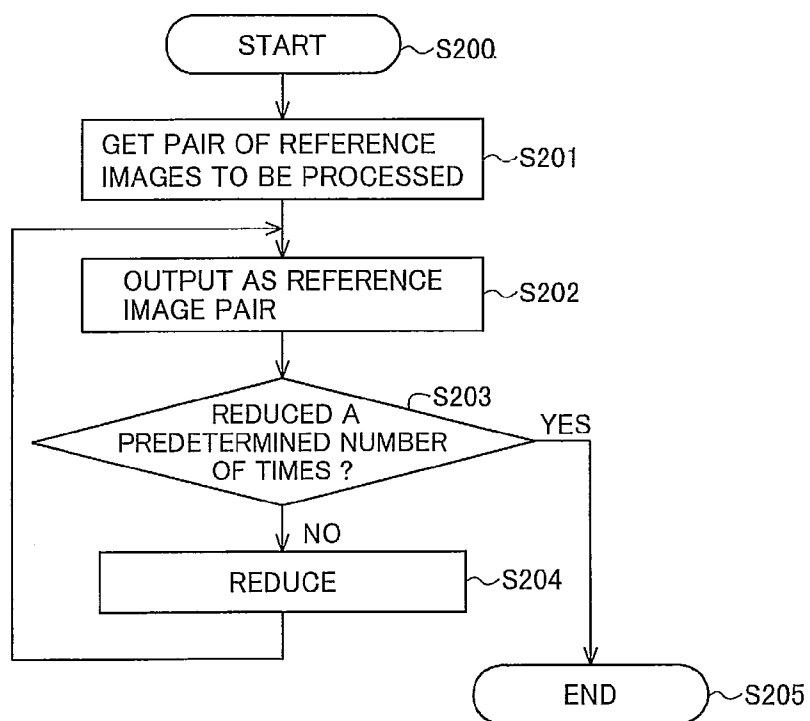 START
S200
GET PAIR OF REFERENCE
IMAGES TO BE PROCESSED
S201
OUTPUT AS REFERENCE
IMAGE PAIR
S202
S203
REDUCED A
PREDETERMINED NUMBER
OF TIMES ?
YES
NO
REDUCE
S204
END
S205